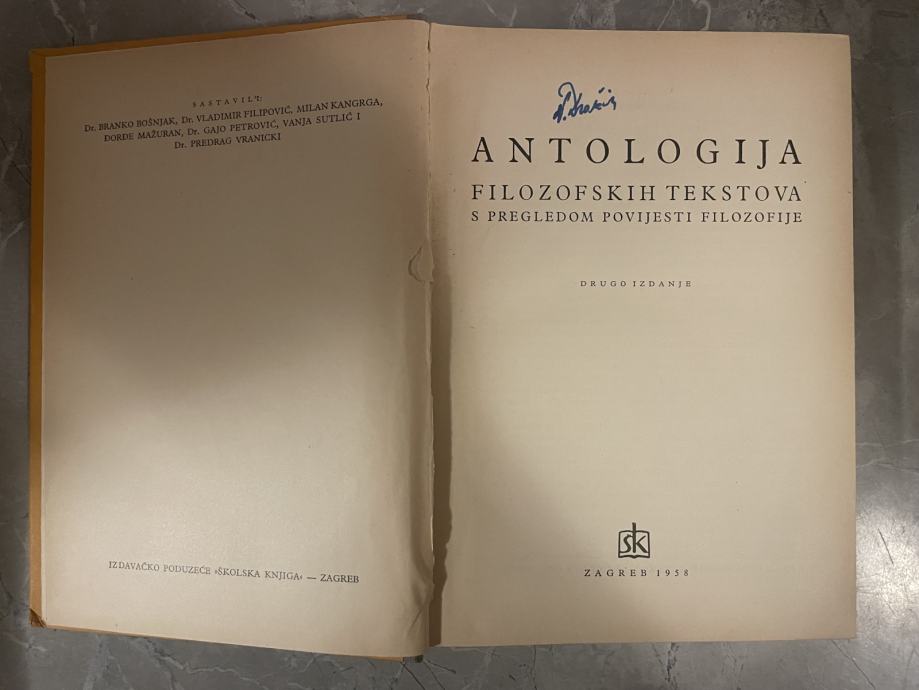 SASTAVILI:
Dr. BRANKO BOŠNJAK, Dr. VLADIMIR FILIPOVIĆ, MILAN KANGRGA,
ĐORĐE MAŽURAN, Dr. GAJO PETROVIĆ, VANJA SUTLIĆ I
Dr. PREDRAG VRANICKI
IZDAVAČKO PODUZEĆE »ŠKOLSKA KNJIGA« — ZAGREB
ANTOLOGIJA
FILOZOFSKIH TEKSTOVA
S PREGLEDOM POVIJESTI FILOZOFIJE
DRUGO IZDANJE
šk
ZAGREB 1958